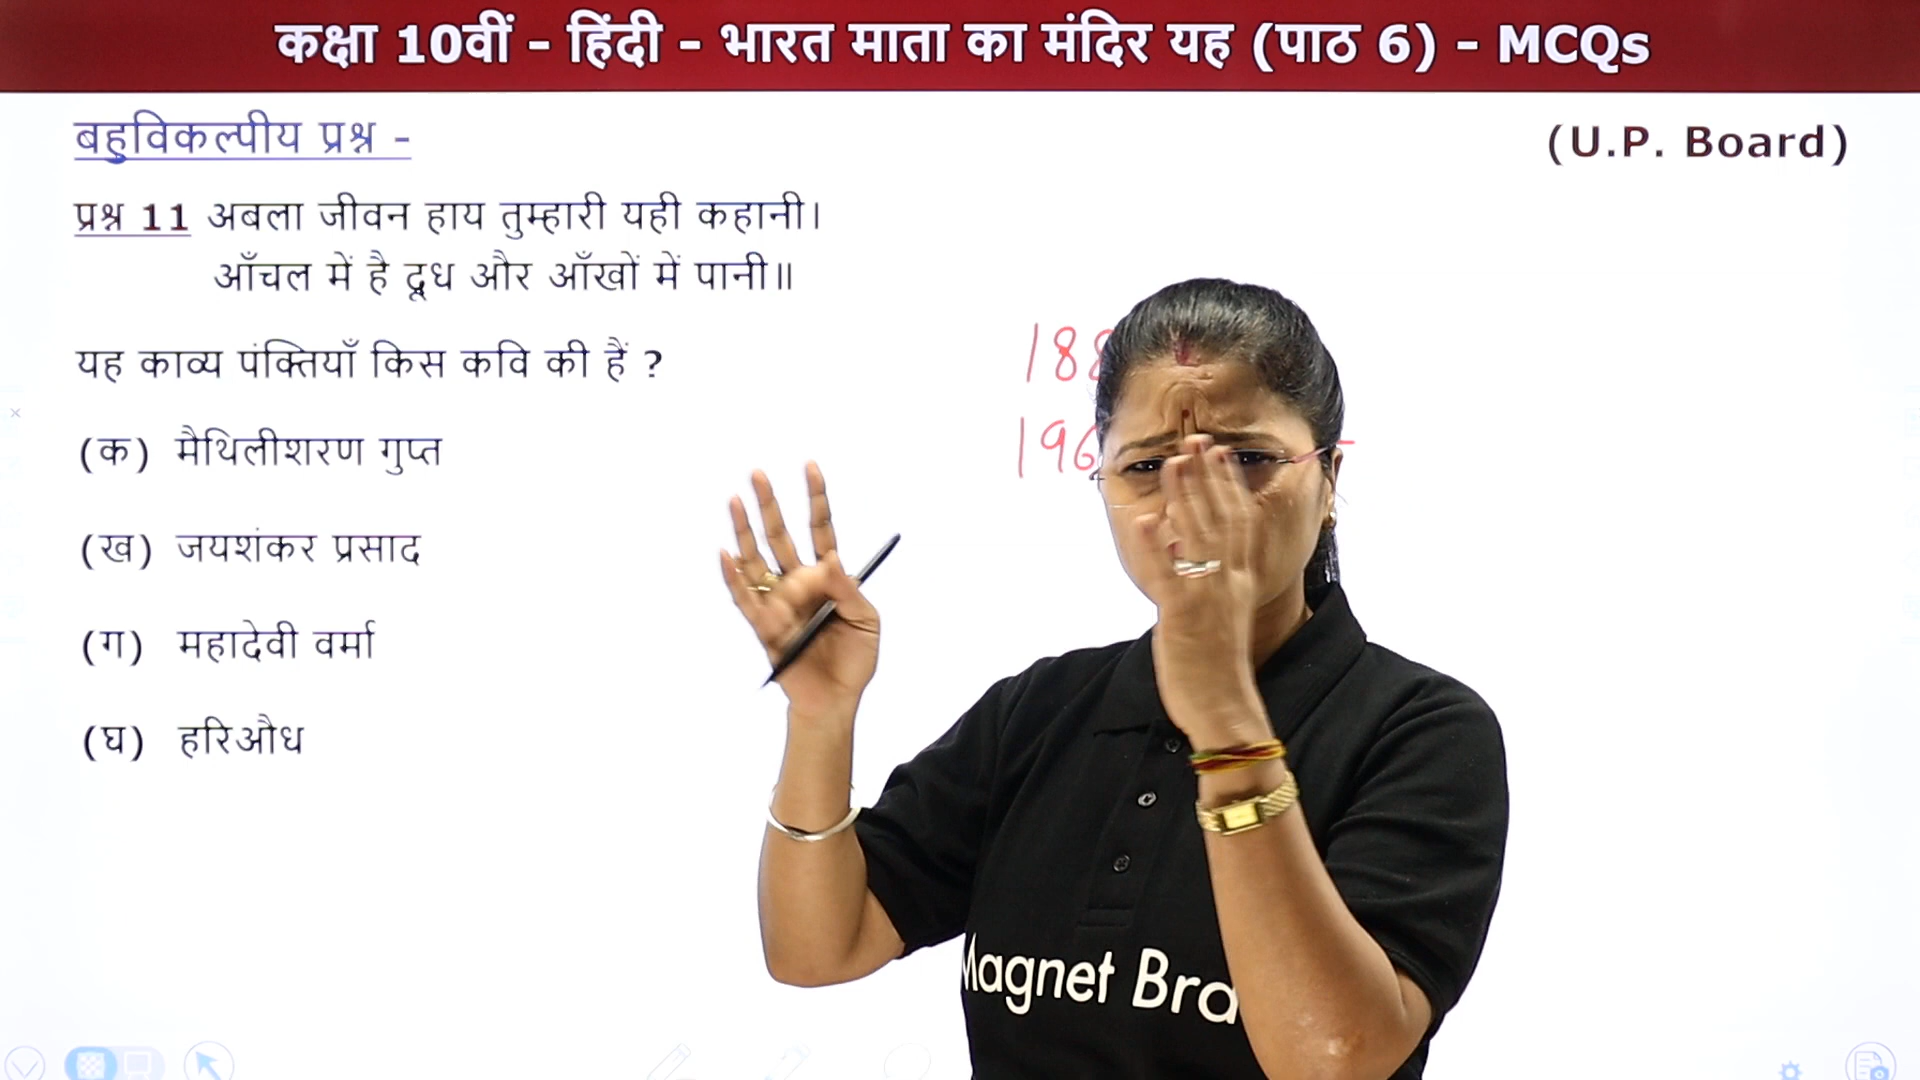 कक्षा 10वीं - हिंदी - भारत माता का मंदिर यह (पाठ 6) - MCQs
बहुविकल्पीय प्रश्न -
(U.P. Board)
प्रश्न 11 अबला जीवन हाय तुम्हारी यही कहानी।
आँचल में है दूध और आँखों में पानी॥
यह काव्य पंक्तियाँ किस कवि की हैं ?
(क) मैथिलीशरण गुप्त
(ख) जयशंकर प्रसाद
(ग) महादेवी वर्मा
(घ) हरिऔध
Magnet Bra